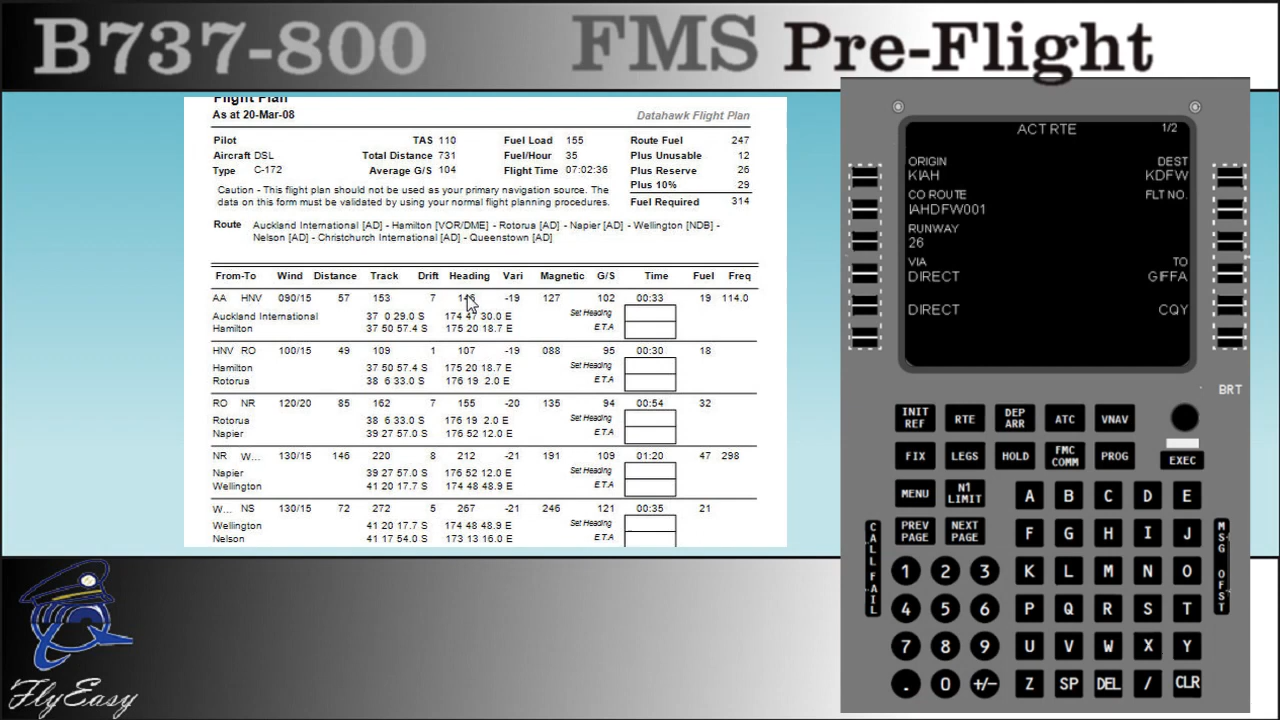 B737-800 FMS Pre-Flight
Flight Plan
As at 20-Mar-08 Datahawk Flight Plan
Pilot TAS 110 Fuel Load 155 Route Fuel 247
Aircraft DSL Total Distance 731 Fuel/Hour 35 Plus Unusable 12
Type C-172 Average G/S 104 Flight Time 07:02:36 Plus Reserve 26
Plus 10% 29
Caution - This flight plan should not be used as your primary navigation source. The
data on this form must be validated by using your normal flight planning procedures.
Fuel Required 314
Route Auckland International [AD] - Hamilton [VOR/DME] - Rotorua [AD] - Napier [AD] - Wellington [NDB] -
Nelson [AD] - Christchurch International [AD] - Queenstown [AD]
From-To Wind Distance Track Drift Heading Vari Magnetic G/S Time Fuel Freq
AA HNV 090/15 57 153 7 146 -19 127 102 00:33 19 114.0
Auckland International 37 0 29.0 S 174 47 30.0 E Set Heading
Hamilton 37 50 57.4 S 175 20 18.7 E E.T.A
HNV RO 100/15 49 109 1 107 -19 088 95 00:30 18
Hamilton 37 50 57.4 S 175 20 18.7 E Set Heading
Rotorua 38 6 33.0 S 176 19 2.0 E E.T.A
RO NR 120/20 85 162 7 155 -20 135 94 00:54 32
Rotorua 38 6 33.0 S 176 19 2.0 E Set Heading
Napier 39 27 57.0 S 176 52 12.0 E E.T.A
NR W... 130/15 146 220 8 212 -21 191 109 01:20 47 298
Napier 39 27 57.0 S 176 52 12.0 E Set Heading
Wellington 41 20 17.7 S 174 48 48.9 E E.T.A
W... NS 130/15 72 272 5 267 -21 246 121 00:35 21
Wellington 41 20 17.7 S 174 48 48.9 E Set Heading
Nelson 41 17 54.0 S 173 13 16.0 E E.T.A
FlyEasy
ACT RTE 1/2
ORIGIN DEST
KIAH KDFW
CO ROUTE FLT NO.
IAHDFW001
RUNWAY
26
VIA TO
DIRECT GIFFA
DIRECT CQY
BRT
INIT REF RTE DEP ARR ATC VNAV
FIX LEGS HOLD FMC COMM PROG EXEC
MENU N1 LIMIT A B C D E
PREV PAGE NEXT PAGE F G H I J
1 2 3 K L M N O
4 5 6 P Q R S T
7 8 9 U V W X Y
. 0 +/- Z SP DEL / CLR
CALL FAIL
MSG OFST